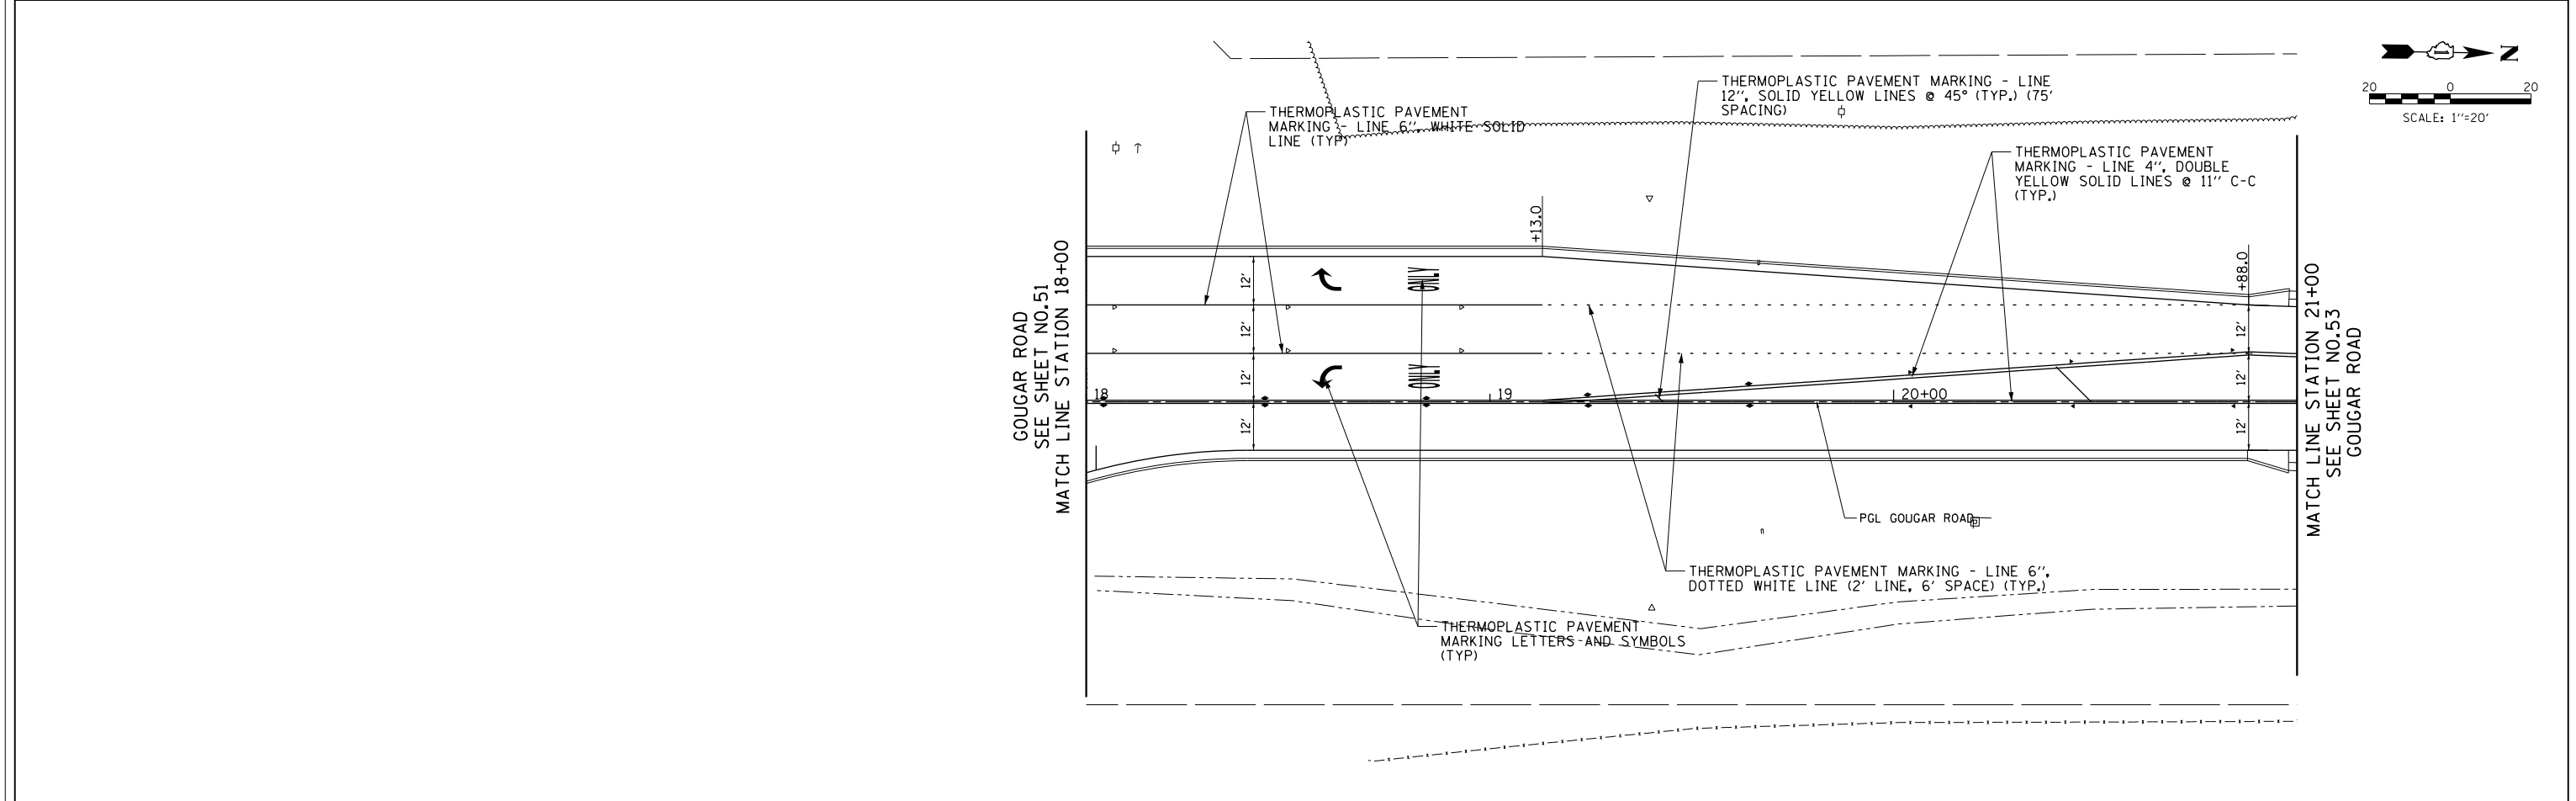 THERMOPLASTIC PAVEMENT
MARKING - LINE 6", WHITE SOLID
LINE (TYP)
THERMOPLASTIC PAVEMENT MARKING - LINE
12", SOLID YELLOW LINES @ 45° (TYP.) (75'
SPACING)
THERMOPLASTIC PAVEMENT
MARKING - LINE 4", DOUBLE
YELLOW SOLID LINES @ 11" C-C
(TYP.)
N
20 0 20
SCALE: 1"=20'
GOUGAR ROAD
SEE SHEET NO.51
MATCH LINE STATION 18+00
+13.0
+88.0
12'
12'
12'
12'
ONLY
ONLY
18
19
20+00
12'
12'
12'
MATCH LINE STATION 21+00
SEE SHEET NO.53
GOUGAR ROAD
PGL GOUGAR ROAD
THERMOPLASTIC PAVEMENT MARKING - LINE 6",
DOTTED WHITE LINE (2' LINE, 6' SPACE) (TYP.)
THERMOPLASTIC PAVEMENT
MARKING LETTERS AND SYMBOLS
(TYP)